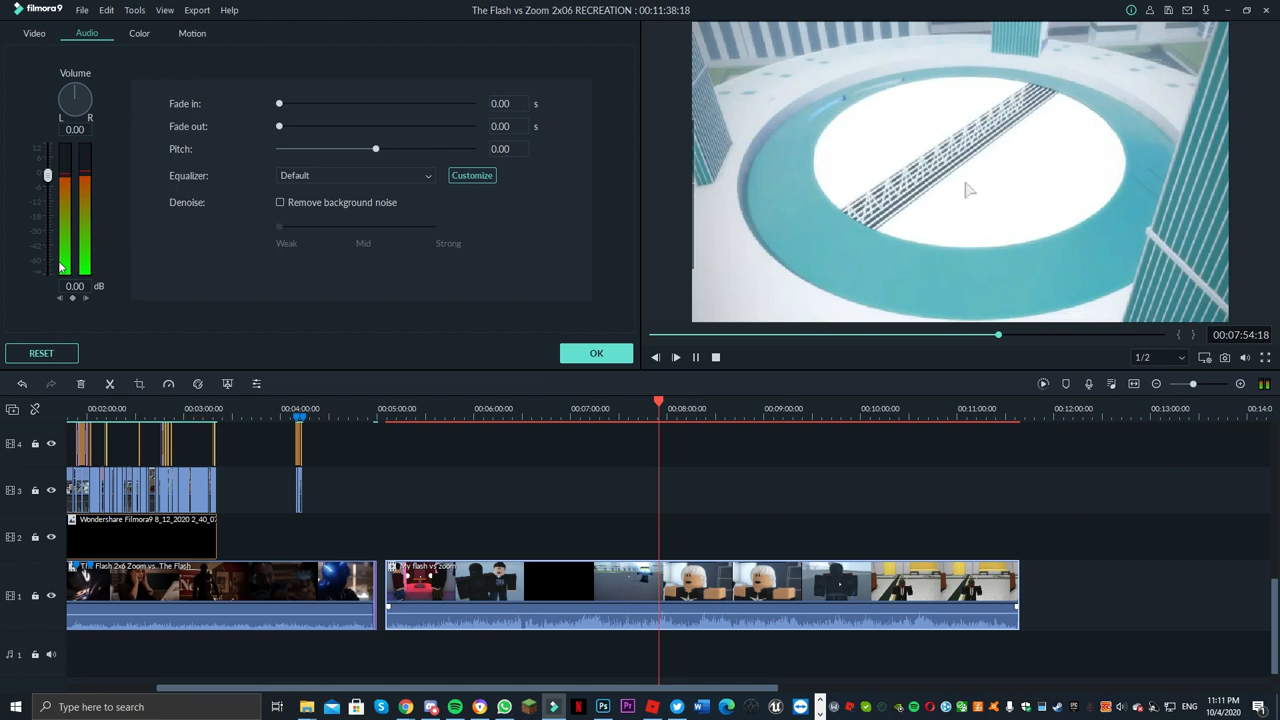 filmora9 File Edit Tools View Export Help The Flash vs Zoom 2x06 RECREATION : 00:11:38:18
Video Audio Color Motion
Volume
L R
0.00
12
6
0
-6
-12
-18
-30
-42
-60
-∞
0.00 dB
Fade in: 0.00 s
Fade out: 0.00 s
Pitch: 0.00
Equalizer: Default Customize
Denoise: Remove background noise
Weak Mid Strong
RESET OK
00:07:54:18
1/2
00:02:00:00 00:03:00:00 00:04:00:00 00:05:00:00 00:06:00:00 00:07:00:00 00:08:00:00 00:09:00:00 00:10:00:00 00:11:00:00 00:12:00:00 00:13:00:00 00:14:0
4
3
2 Wondershare Filmora9 8_12_2020 2_40_0
Flash 2x6 Zoom vs. The Flash My flash vs zoom
1
1
Type here to search ENG 11:11 PM
10/4/2020